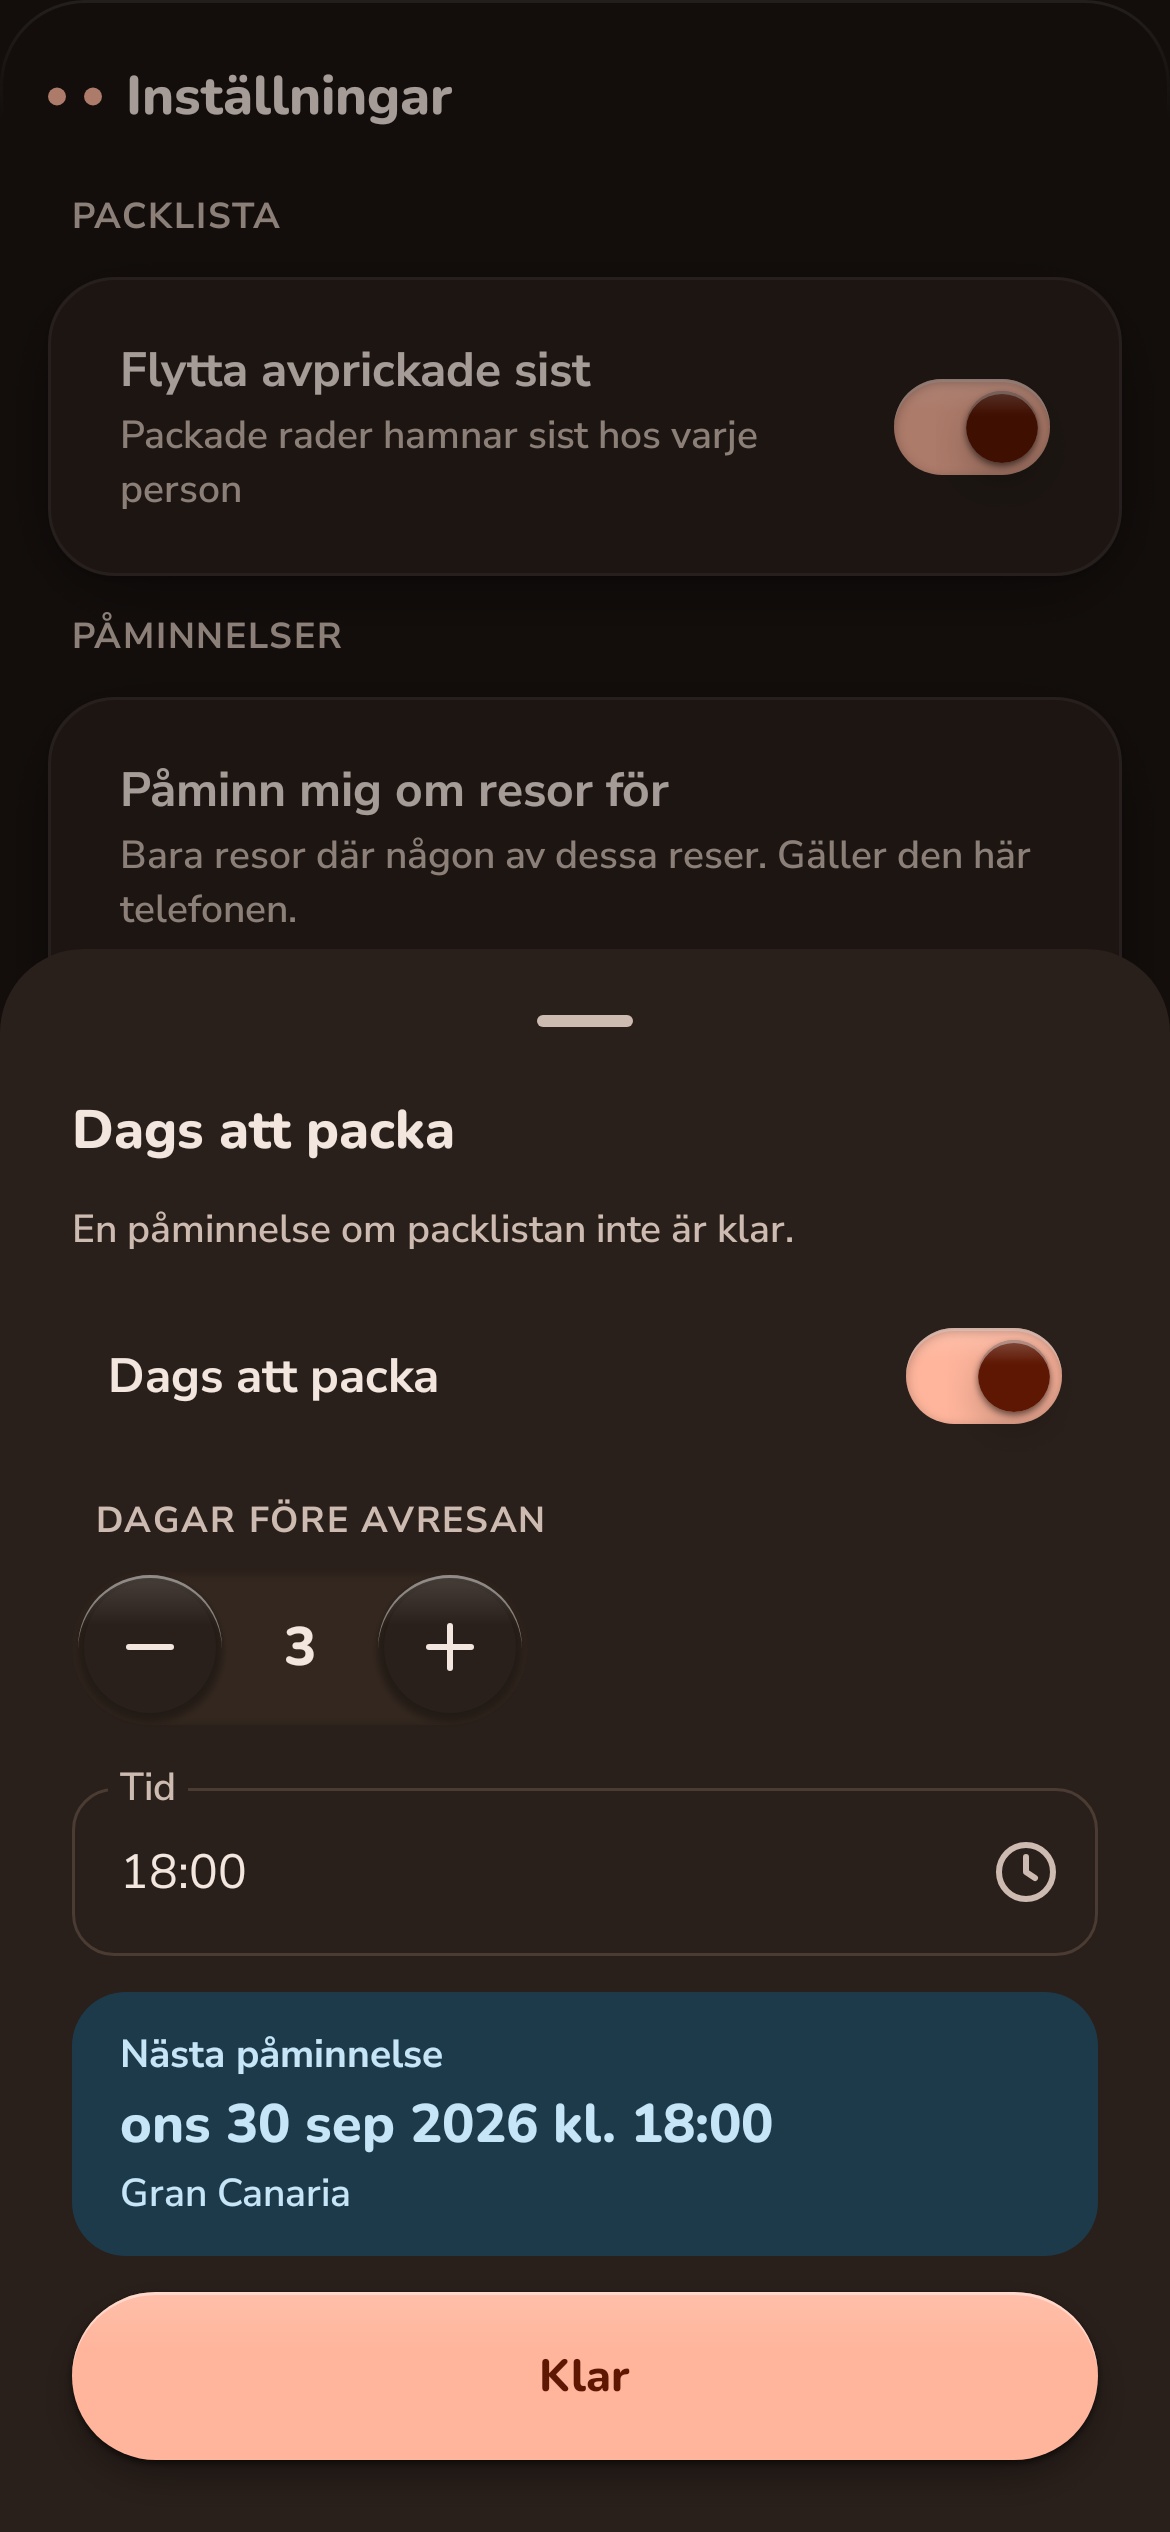 Inställningar
PACKLISTA
Flytta avprickade sist
Packade rader hamnar sist hos varje
person
PÅMINNELSER
Påminn mig om resor för
Bara resor där någon av dessa reser. Gäller den här
telefonen.
Dags att packa
En påminnelse om packlistan inte är klar.
Dags att packa
DAGAR FÖRE AVRESAN
3
Tid
18:00
Nästa påminnelse
ons 30 sep 2026 kl. 18:00
Gran Canaria
Klar